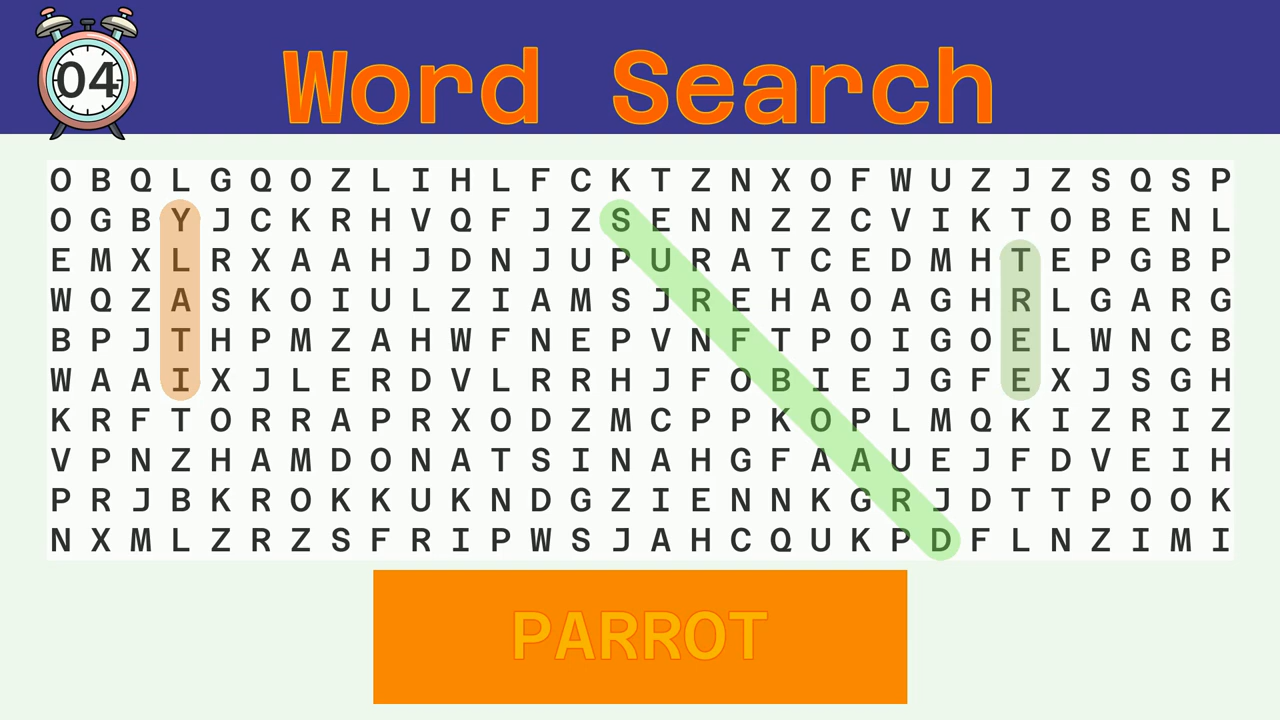 04
Word Search
O B Q L G Q O Z L I H L F C K T Z N X O F W U Z J Z S Q S P
O G B Y J C K R H V Q F J Z S E N N Z Z C V I K T O B E N L
E M X L R X A A H J D N J U P U R A T C E D M H T E P G B P
W Q Z A S K O I U L Z I A M S J R E H A O A G H R L G A R G
B P J T H P M Z A H W F N E P V N F T P O I G O E L W N C B
W A A I X J L E R D V L R R H J F O B I E J G F E X J S G H
K R F T O R R A P R X O D Z M C P P K O P L M Q K I Z R I Z
V P N Z H A M D O N A T S I N A H G F A A U E J F D V E I H
P R J B K R O K K U K N D G Z I E N N K G R J D T T P O O K
N X M L Z R Z S F R I P W S J A H C Q U K P D F L N Z I M I
PARROT